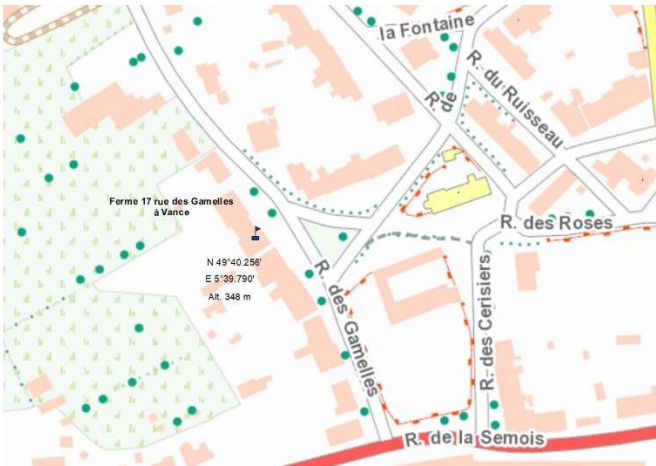 la Fontaine
R. de
R. du Ruisseau
Ferme 17 rue des Gamelles
à Vance
R. des Roses
N 49°40.256'
E 5°39.790'
Alt. 348 m
R. des Gamelles
R. des Cerisiers
R. de la Semois